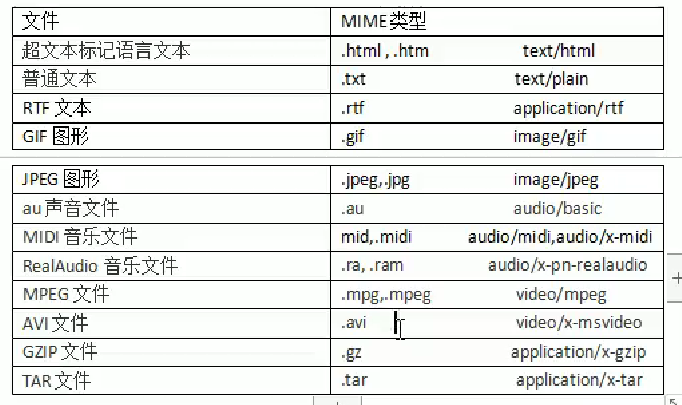 文件 MIME类型
超文本标记语言文本 .html , .htm text/html
普通文本 .txt text/plain
RTF 文本 .rtf application/rtf
GIF 图形 .gif image/gif
JPEG 图形 .jpeg,.jpg image/jpeg
au声音文件 .au audio/basic
MIDI 音乐文件 mid,.midi audio/midi,audio/x-midi
RealAudio 音乐文件 .ra, .ram audio/x-pn-realaudio
MPEG 文件 .mpg,.mpeg video/mpeg
AVI 文件 .avi video/x-msvideo
GZIP 文件 .gz application/x-gzip
TAR 文件 .tar application/x-tar